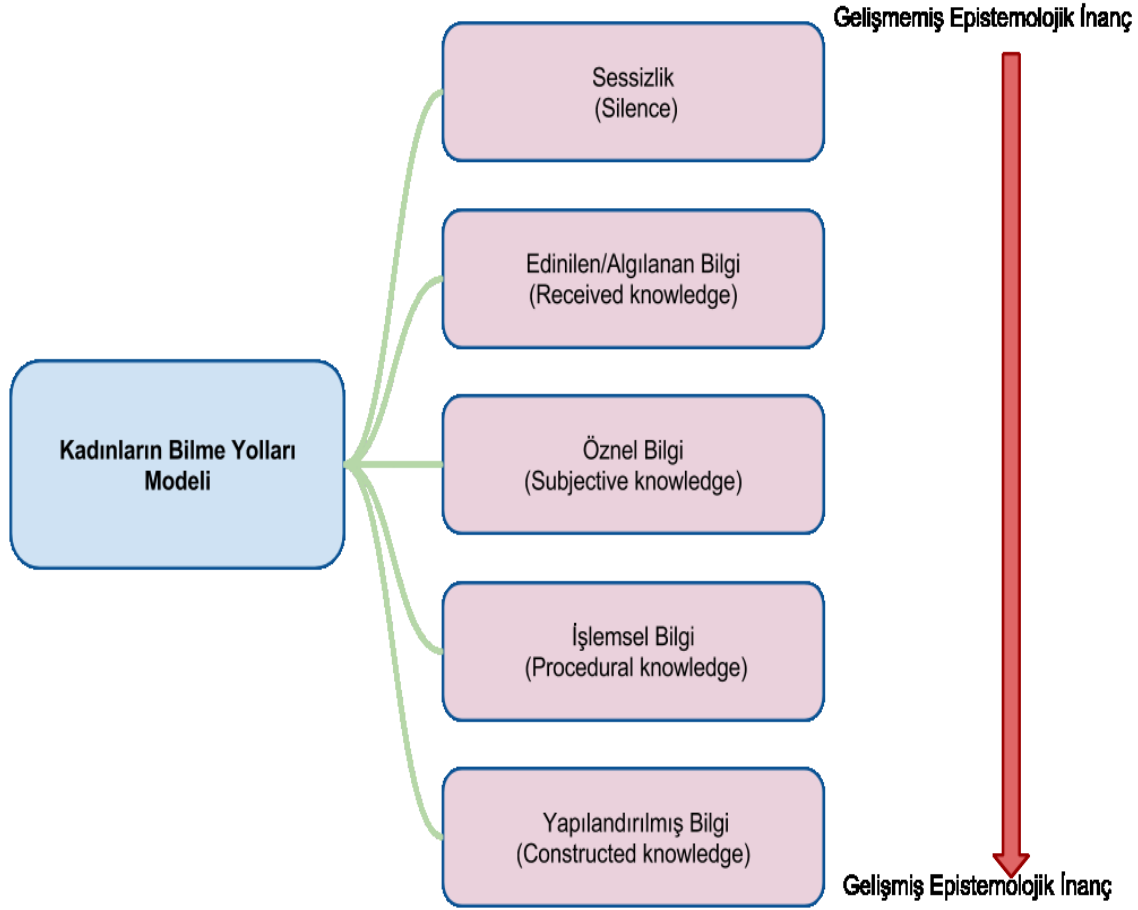 Gelişmemiş Epistemolojik İnanç
Sessizlik
(Silence)
Edinilen/Algılanan Bilgi
(Received knowledge)
Kadınların Bilme Yolları
Modeli
Öznel Bilgi
(Subjective knowledge)
İşlemsel Bilgi
(Procedural knowledge)
Yapılandırılmış Bilgi
(Constructed knowledge)
Gelişmiş Epistemolojik İnanç